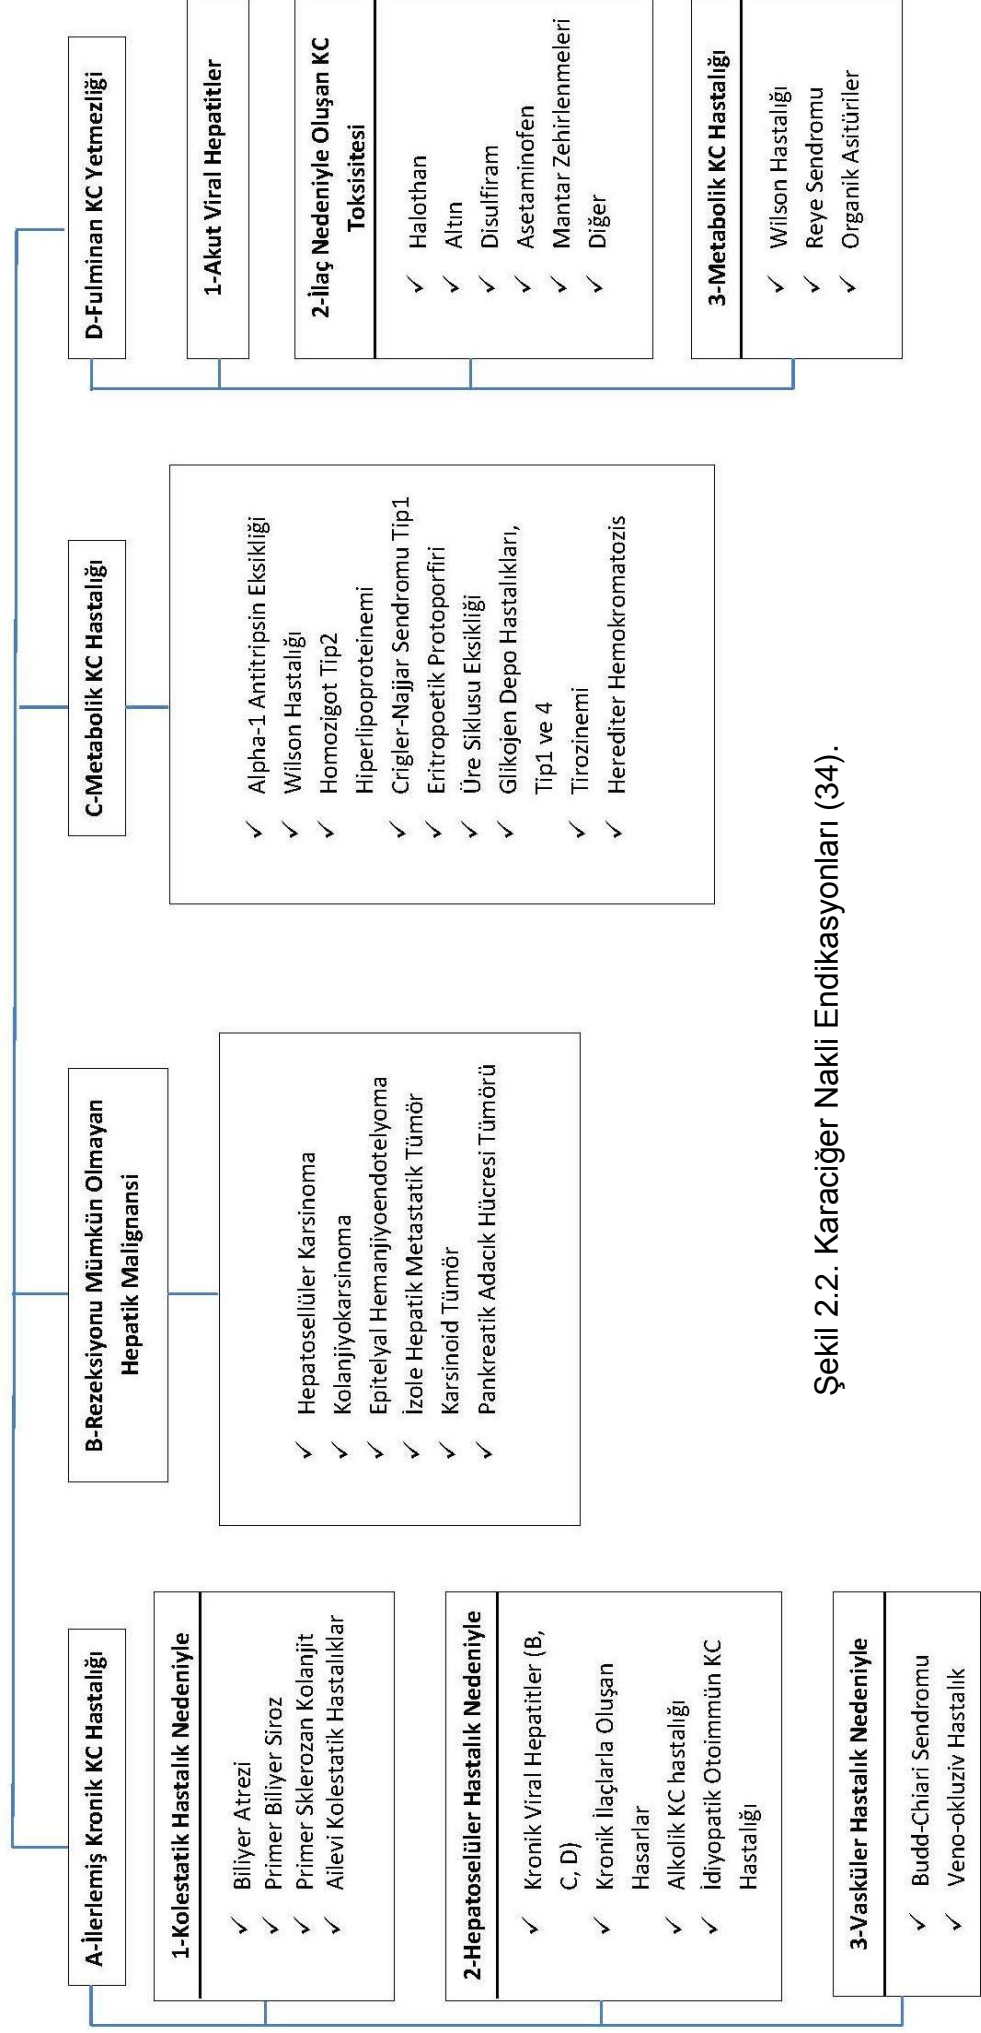 A-İlerlemiş Kronik KC Hastalığı
1-Kolestatik Hastalık Nedeniyle
✓ Biliyer Atrezi
✓ Primer Biliyer Siroz
✓ Primer Sklerozan Kolanjit
✓ Ailevi Kolestatik Hastalıklar
2-Hepatoselüler Hastalık Nedeniyle
✓ Kronik Viral Hepatitler (B,
C, D)
✓ Kronik İlaçlarla Oluşan
Hasarlar
✓ Alkolik KC hastalığı
✓ İdiyopatik Otoimmün KC
Hastalığı
3-Vasküler Hastalık Nedeniyle
✓ Budd-Chiari Sendromu
✓ Veno-okluziv Hastalık
B-Rezeksiyonu Mümkün Olmayan
Hepatik Malignansi
✓ Hepatosellüler Karsinoma
✓ Kolanjiyokarsinoma
✓ Epitelyal Hemanjiyoendotelyoma
✓ İzole Hepatik Metastatik Tümör
✓ Karsinoid Tümör
✓ Pankreatik Adacık Hücresi Tümörü
C-Metabolik KC Hastalığı
✓ Alpha-1 Antitripsin Eksikliği
✓ Wilson Hastalığı
✓ Homozigot Tip2
Hiperlipoproteinemi
✓ Crigler-Najjar Sendromu Tip1
✓ Eritropoetik Protoporfiri
✓ Üre Siklusu Eksikliği
✓ Glikojen Depo Hastalıkları,
Tip1 ve 4
✓ Tirozinemi
✓ Herediter Hemokromatozis
D-Fulminan KC Yetmezliği
1-Akut Viral Hepatitler
2-İlaç Nedeniyle Oluşan KC
Toksisitesi
✓ Halothan
✓ Altın
✓ Disulfiram
✓ Asetaminofen
✓ Mantar Zehirlenmeleri
✓ Diğer
3-Metabolik KC Hastalığı
✓ Wilson Hastalığı
✓ Reye Sendromu
✓ Organik Asitüriler
Şekil 2.2. Karaciğer Nakli Endikasyonları (34).